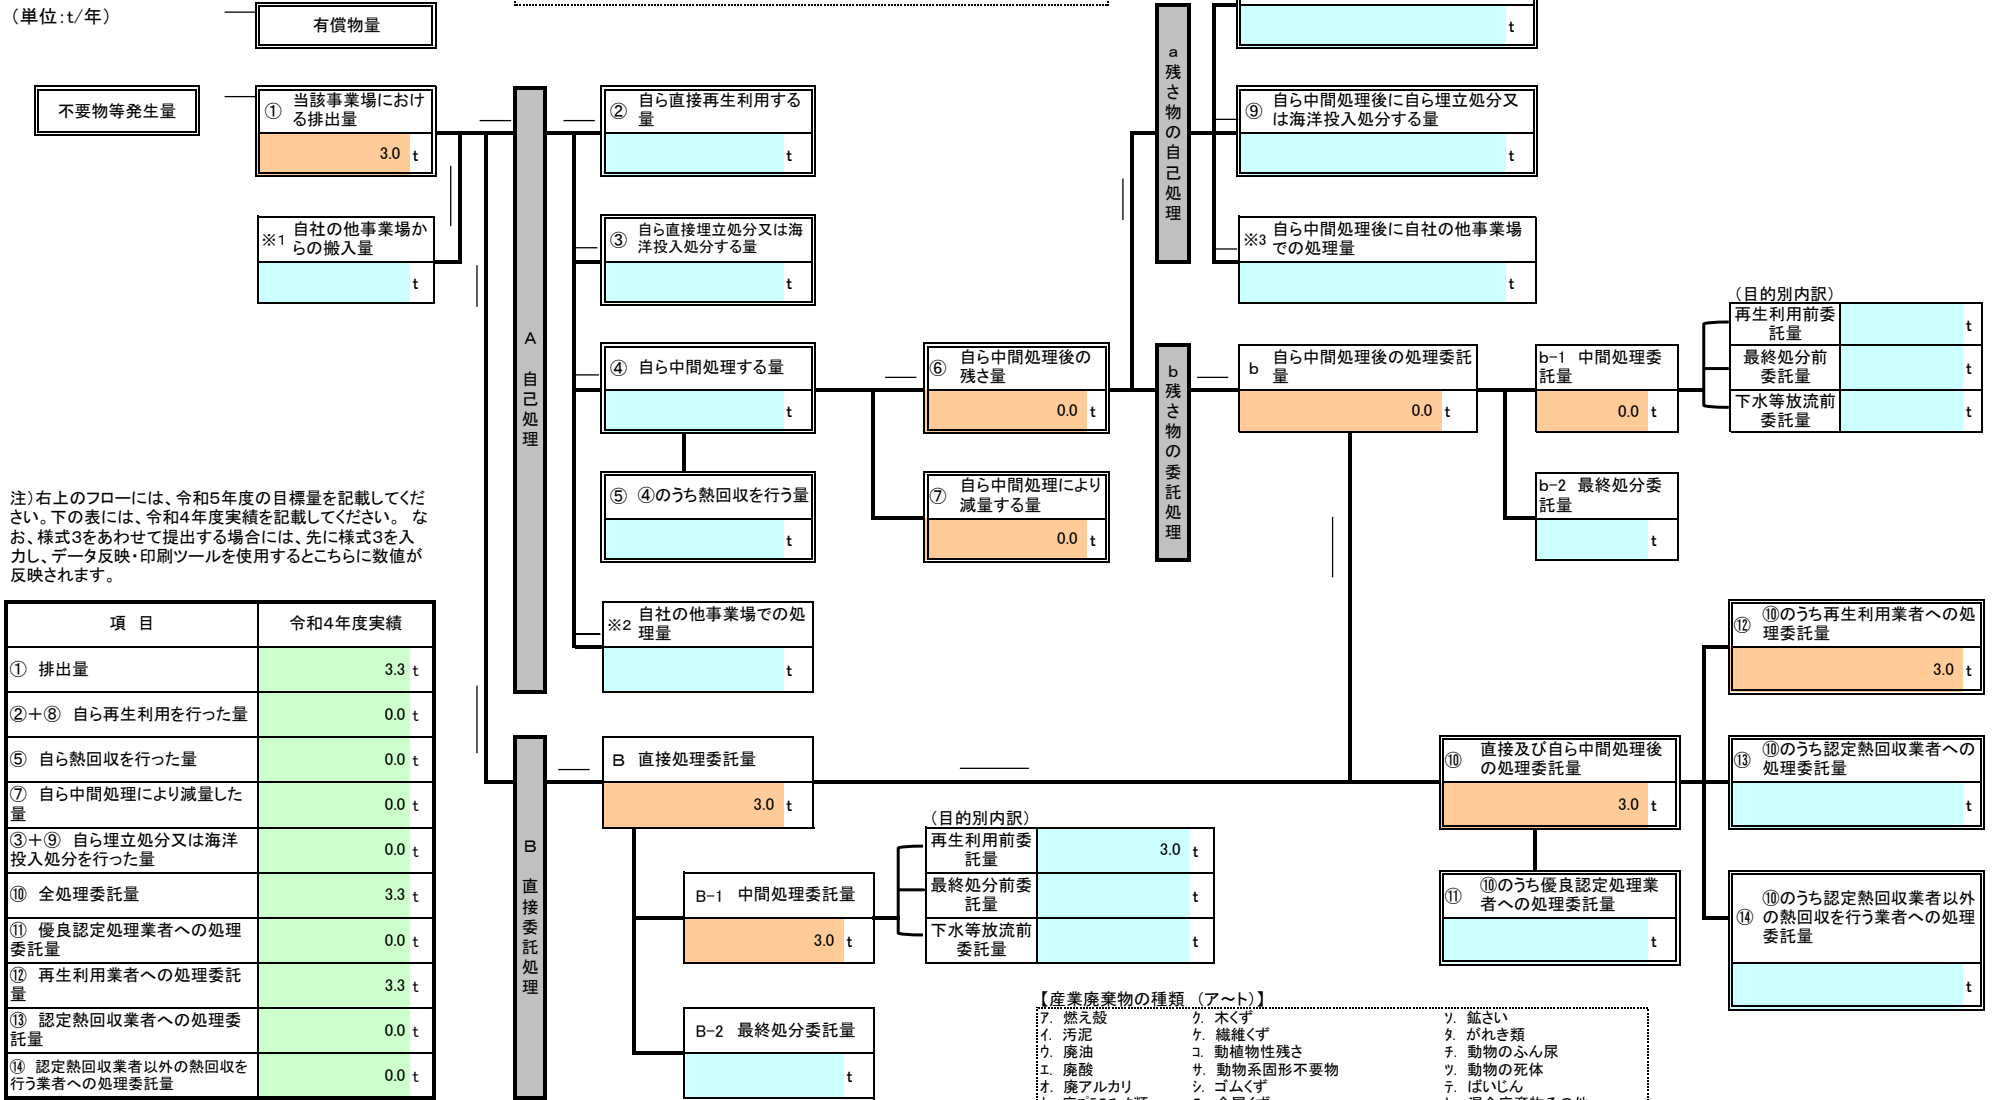 （単位：t/年）
有償物量
不要物等発生量
① 当該事業場におけ
る排出量
3.0 t
※1 自社の他事業場か
らの搬入量
t
A 自己処理
② 自ら直接再生利用する
量
t
③ 自ら直接埋立処分又は海
洋投入処分する量
t
④ 自ら中間処理する量
t
⑤ ④のうち熱回収を行う量
t
※2 自社の他事業場での処
理量
t
⑥ 自ら中間処理後の
残さ量
0.0 t
⑦ 自ら中間処理により
減量する量
0.0 t
a 残さ物の自己処理
t
⑨ 自ら中間処理後に自ら埋立処分又
は海洋投入処分する量
t
※3 自ら中間処理後に自社の他事業場
での処理量
t
b 残さ物の委託処理
b 自ら中間処理後の処理委託
量
0.0 t
b-1 中間処理委
託量
0.0 t
b-2 最終処分委
託量
t
（目的別内訳）
再生利用前委
託量
t
最終処分前
委託量
t
下水等放流前
委託量
t
注）右上のフローには、令和5年度の目標量を記載してくだ
さい。下の表には、令和4年度実績を記載してください。 な
お、様式3をあわせて提出する場合には、先に様式3を入
力し、データ反映・印刷ツールを使用するとこちらに数値が
反映されます。
項 目 令和4年度実績
① 排出量 3.3 t
②＋⑧ 自ら再生利用を行った量 0.0 t
⑤ 自ら熱回収を行った量 0.0 t
⑦ 自ら中間処理により減量した
量 0.0 t
③＋⑨ 自ら埋立処分又は海洋
投入処分を行った量 0.0 t
⑩ 全処理委託量 3.3 t
⑪ 優良認定処理業者への処理
委託量 0.0 t
⑫ 再生利用業者への処理委託
量 3.3 t
⑬ 認定熱回収業者への処理委
託量 0.0 t
⑭ 認定熱回収業者以外の熱回収を
行う業者への処理委託量 0.0 t
B 直接委託処理
B 直接処理委託量
3.0 t
B-1 中間処理委託量
3.0 t
B-2 最終処分委託量
t
（目的別内訳）
再生利用前委
託量
3.0 t
最終処分前委
託量
t
下水等放流前
委託量
t
⑩ 直接及び自ら中間処理後
の処理委託量
3.0 t
⑪ ⑩のうち優良認定処理業
者への処理委託量
t
⑫ ⑩のうち再生利用業者への処
理委託量
3.0 t
⑬ ⑩のうち認定熱回収業者への
処理委託量
t
⑭ ⑩のうち認定熱回収業者以外
の熱回収を行う業者への処理
委託量
t
【産業廃棄物の種類 （ア～ト）】
ｱ. 燃え殻 ｸ. 木くず ｿ. 鉱さい
ｲ. 汚泥 ｹ. 繊維くず ﾀ. がれき類
ｳ. 廃油 ｺ. 動植物性残さ ﾁ. 動物のふん尿
ｴ. 廃酸 ｻ. 動物系固形不要物 ﾂ. 動物の死体
ｵ. 廃アルカリ ｼ. ゴムくず ﾃ. ばいじん